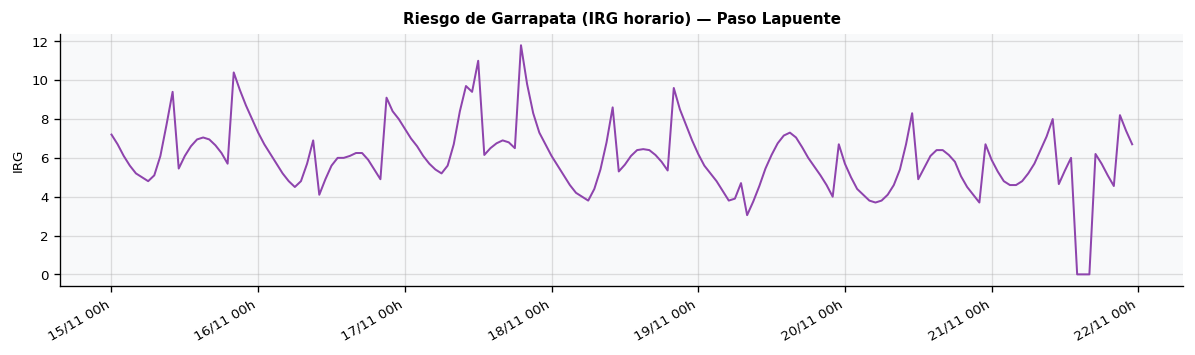 Riesgo de Garrapata (IRG horario) — Paso Lapuente
IRG
12
10
8
6
4
2
0
15/11 00h
16/11 00h
17/11 00h
18/11 00h
19/11 00h
20/11 00h
21/11 00h
22/11 00h